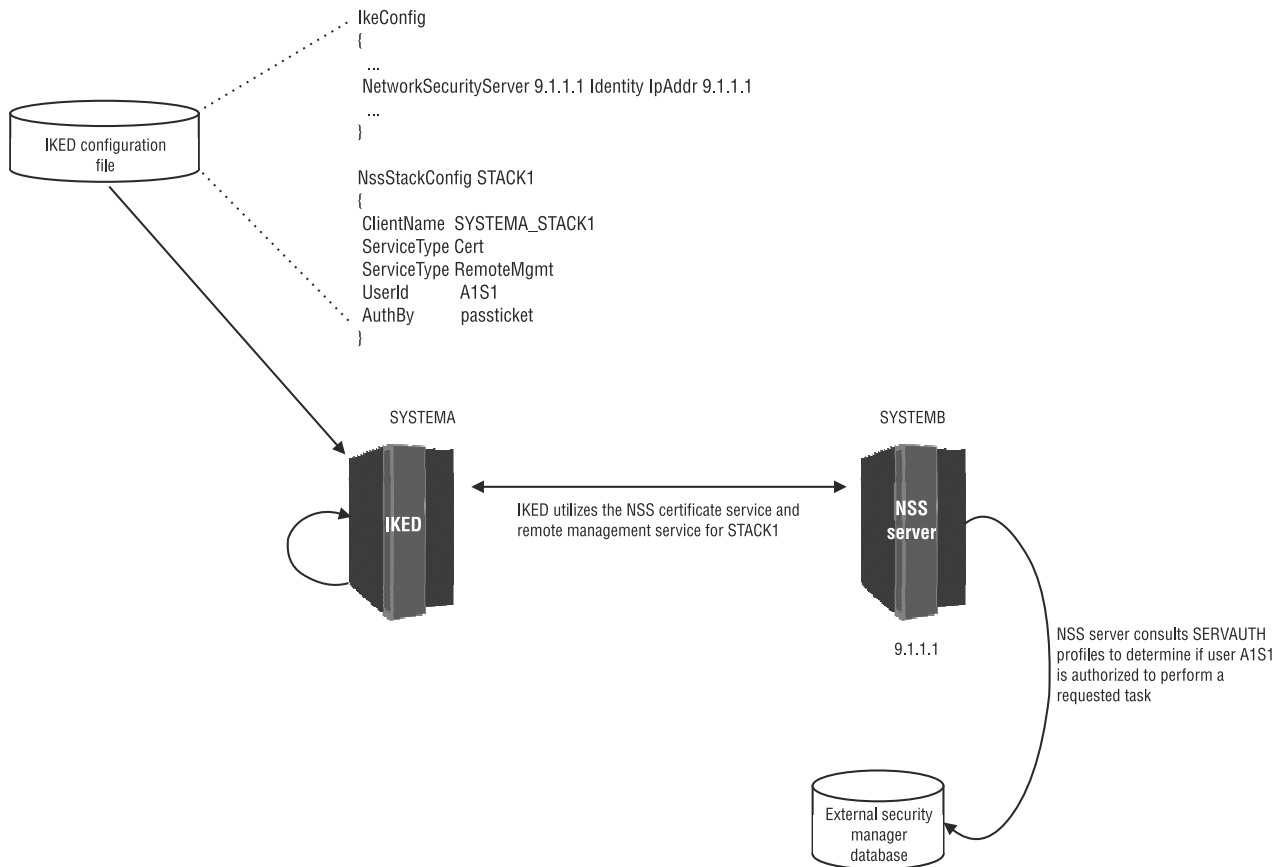 IkeConfig
{
...
NetworkSecurityServer 9.1.1.1 Identity IpAddr 9.1.1.1
...
}
IKED configuration
file
NssStackConfig STACK1
{
ClientName SYSTEMA_STACK1
ServiceType Cert
ServiceType RemoteMgmt
UserId A1S1
AuthBy passticket
}
SYSTEMA
SYSTEMB
IKED
IKED utilizes the NSS certificate service and
remote management service for STACK1
NSS
server
9.1.1.1
NSS server consults SERVAUTH
profiles to determine if user A1S1
is authorized to perform a
requested task
External security
manager
database